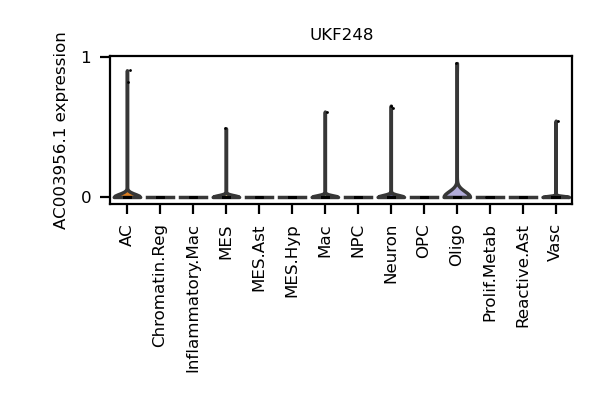 UKF248
AC003956.1 expression
1
0
AC
Chromatin.Reg
Inflammatory.Mac
MES
MES.Ast
MES.Hyp
Mac
NPC
Neuron
OPC
Oligo
Prolif.Metab
Reactive.Ast
Vasc